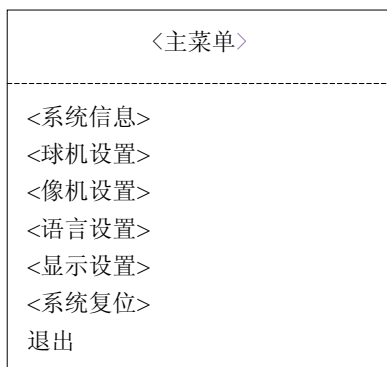 <主菜单>
<系统信息>
<球机设置>
<像机设置>
<语言设置>
<显示设置>
<系统复位>
退出